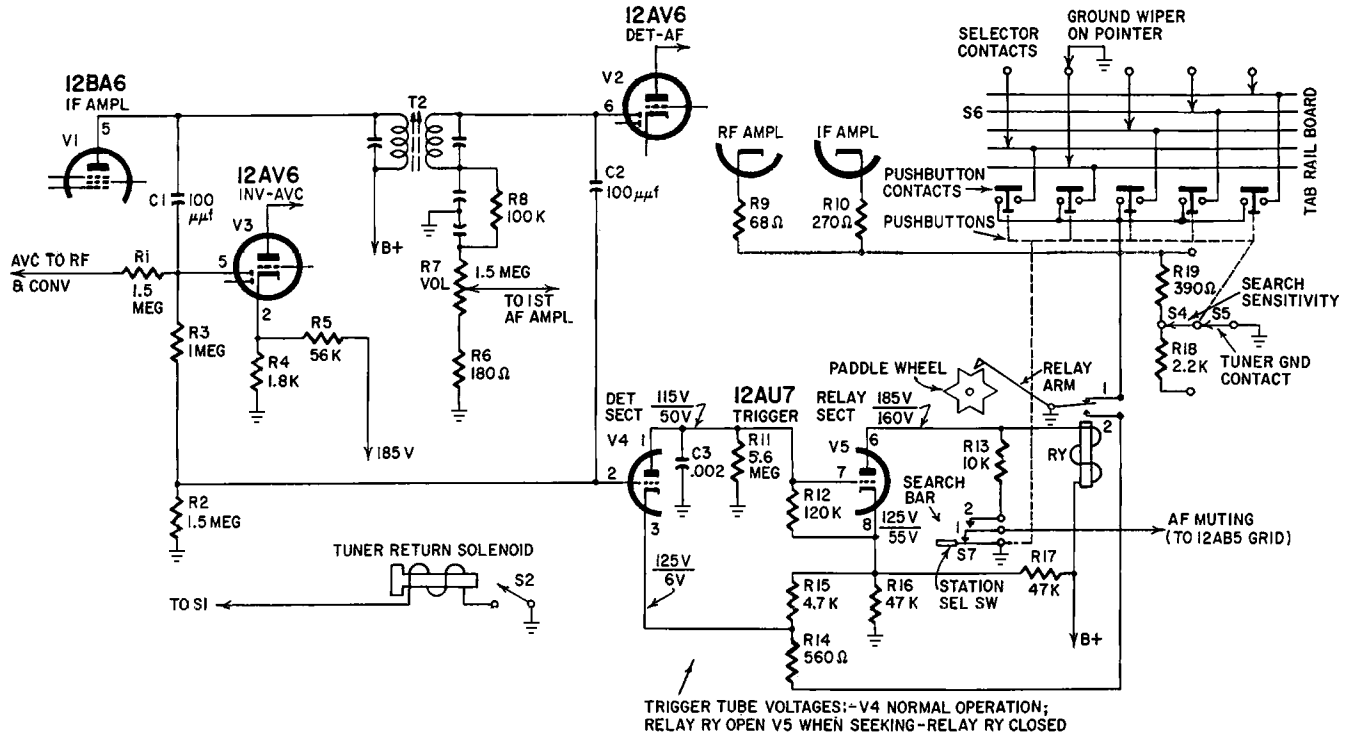 12BA6
IF AMPL
V1
5
12AV6
INV-AVC
V3
C1
100
μμf
AVC TO RF
& CONV
R1
1.5
MEG
5
2
R3
1MEG
R5
56K
R4
1.8K
185V
R2
1.5 MEG
T2
B+
R8
100K
R7
VOL
1.5 MEG
TO 1ST
AF AMPL
R6
180Ω
12AV6
DET-AF
V2
6
C2
100μμf
RF AMPL
IF AMPL
R9
68Ω
R10
270Ω
SELECTOR
CONTACTS
GROUND WIPER
ON POINTER
S6
TAB RAIL BOARD
PUSHBUTTON
CONTACTS
PUSHBUTTONS
R19
390Ω
SEARCH
SENSITIVITY
S4
S5
R18
2.2K
TUNER GND
CONTACT
PADDLE WHEEL
RELAY
ARM
1
2
DET
SECT
115V
50V
12AU7
TRIGGER
RELAY
SECT
185V
160V
V4
1
2
3
C3
.002
R11
5.6
MEG
V5
6
7
8
R12
120K
R13
10K
RY
SEARCH
BAR
2
1
S7
125V
55V
AF MUTING
(TO 12AB5 GRID)
STATION
SEL SW
R17
47K
B+
125V
6V
R15
4.7K
R16
47K
R14
560Ω
TUNER RETURN SOLENOID
TO S1
S2
TRIGGER TUBE VOLTAGES:-V4 NORMAL OPERATION;
RELAY RY OPEN V5 WHEN SEEKING-RELAY RY CLOSED